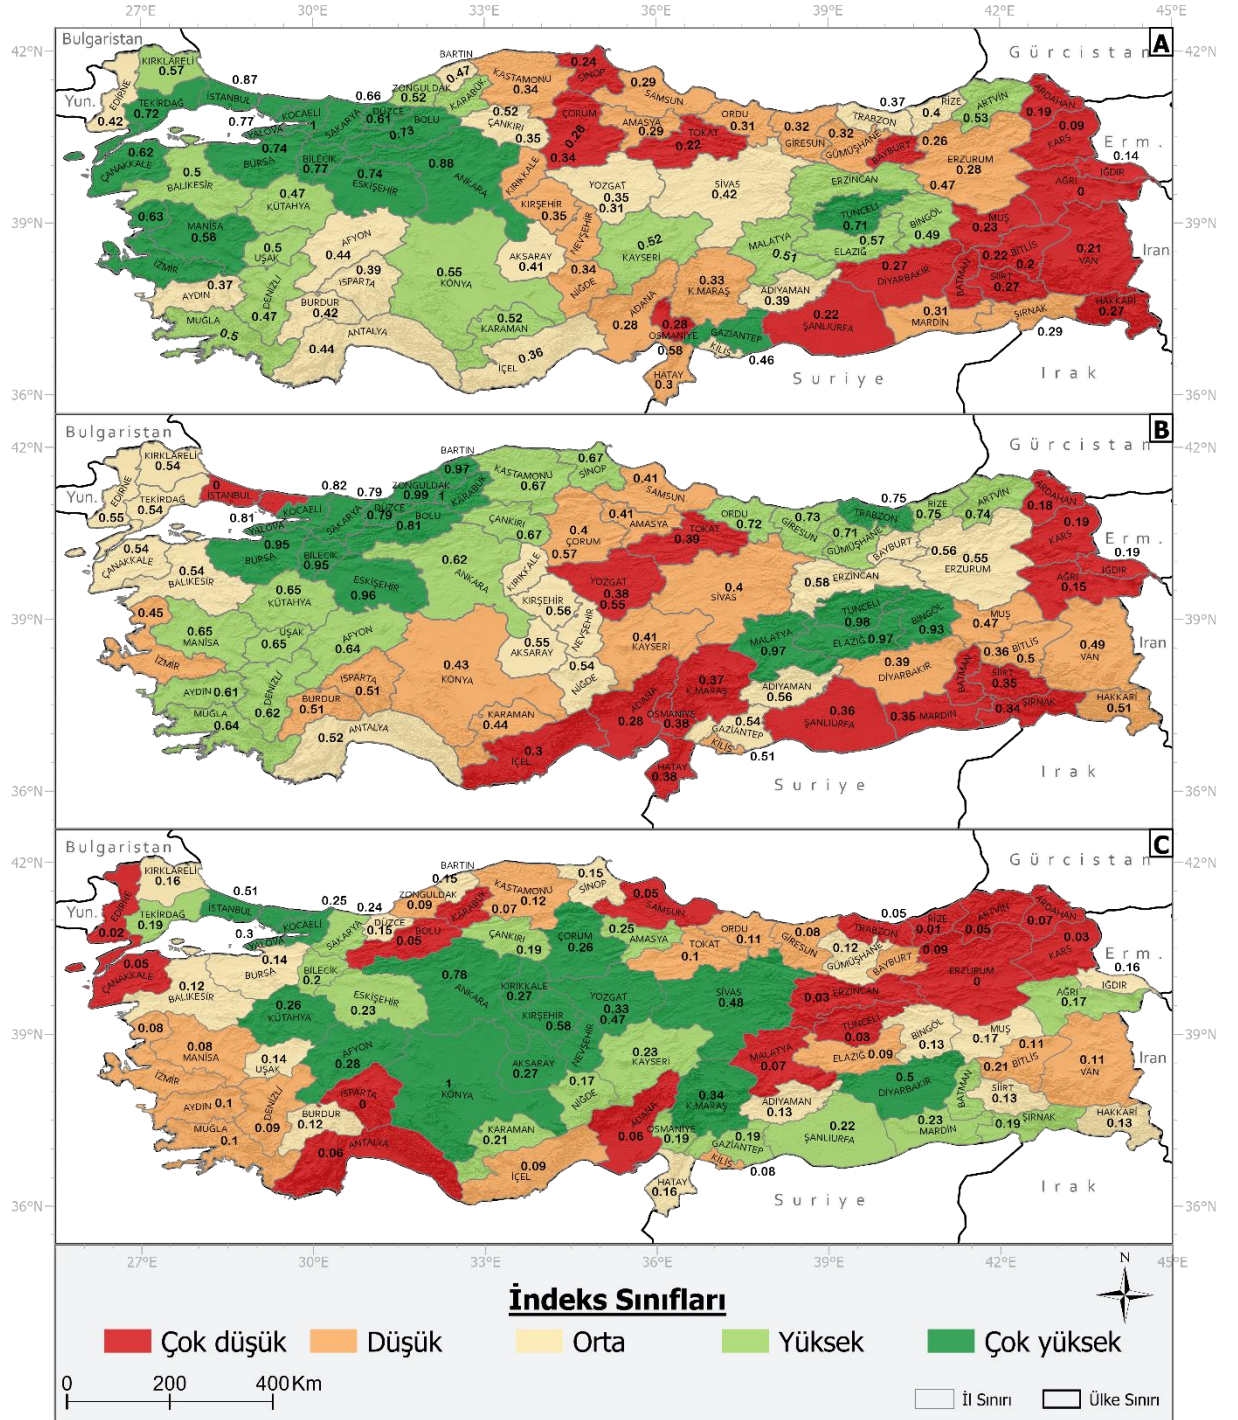 27°E 30°E 33°E 36°E 39°E 42°E 45°E
A
42°N 42°N
39°N 39°N
36°N 36°N
Bulgaristan
Yun.
Gürcistan
Erm.
Iran
Irak
Suriye
KIRKLARELİ 0.57
EDİRNE 0.42
TEKİRDAĞ 0.72
İSTANBUL 0.87
KOCAELİ 1
YALOVA 0.77
SAKARYA 0.66
DÜZCE 0.61
ZONGULDAK 0.52
BARTIN 0.47
KARABÜK 0.52
BOLU 0.73
KASTAMONU 0.34
SİNOP 0.24
SAMSUN 0.29
ÇANKIRI 0.35
ÇORUM 0.26
AMASYA 0.29
TOKAT 0.22
ORDU 0.31
GİRESUN 0.32
GÜMÜŞHANE 0.32
TRABZON 0.37
RİZE 0.4
ARTVİN 0.53
ARDAHAN 0.19
KARS 0.09
BAYBURT 0.26
ERZURUM 0.28
IĞDIR 0.14
AĞRI 0
ÇANAKKALE 0.62
BALIKESİR 0.5
BURSA 0.74
BİLECİK 0.77
ESKİŞEHİR 0.74
ANKARA 0.88
KIRIKKALE 0.34
YOZGAT 0.35
0.31
SİVAS 0.42
ERZİNCAN 0.47
TUNCELİ 0.71
BİNGÖL 0.49
MUŞ 0.23
KÜTAHYA 0.47
MANİSA 0.58
İZMİR 0.63
UŞAK 0.5
AFYON 0.44
KIRŞEHİR 0.35
NEVŞEHİR
KAYSERİ 0.52
MALATYA 0.51
ELAZIĞ 0.57
BİTLİS 0.2
0.22
VAN 0.21
AYDIN 0.37
DENİZLİ 0.47
ISPARTA 0.39
BURDUR 0.42
KONYA 0.55
AKSARAY 0.41
NİĞDE 0.34
ADANA 0.28
K.MARAŞ 0.33
ADIYAMAN 0.39
DİYARBAKIR 0.27
BATMAN
SİİRT 0.27
HAKKARİ 0.27
MUĞLA 0.5
ANTALYA 0.44
KARAMAN 0.52
İÇEL 0.36
OSMANİYE 0.28
GAZİANTEP 0.58
KİLİS 0.46
ŞANLIURFA 0.22
MARDİN 0.31
ŞIRNAK 0.29
HATAY 0.3
B
42°N 42°N
39°N 39°N
36°N 36°N
Bulgaristan
Yun.
Gürcistan
Erm.
Iran
Irak
Suriye
KIRKLARELİ 0.54
EDİRNE 0.55
TEKİRDAĞ 0.54
İSTANBUL 0
KOCAELİ 0.82
YALOVA 0.81
SAKARYA 0.79
DÜZCE 0.79
ZONGULDAK 0.99
BARTIN 0.97
KARABÜK 1
BOLU 0.81
KASTAMONU 0.67
SİNOP 0.67
SAMSUN 0.41
ÇANKIRI 0.67
ÇORUM 0.4
AMASYA 0.41
TOKAT 0.39
ORDU 0.72
GİRESUN 0.73
GÜMÜŞHANE 0.71
TRABZON 0.75
RİZE 0.75
ARTVİN 0.74
ARDAHAN 0.18
KARS 0.19
BAYBURT 0.56
ERZURUM 0.55
IĞDIR 0.19
AĞRI 0.15
ÇANAKKALE 0.54
BALIKESİR 0.54
BURSA 0.95
BİLECİK 0.95
ESKİŞEHİR 0.96
ANKARA 0.62
KIRIKKALE 0.57
YOZGAT 0.38
0.55
SİVAS 0.4
ERZİNCAN 0.58
TUNCELİ 0.98
BİNGÖL 0.93
MUŞ 0.47
KÜTAHYA 0.65
MANİSA 0.65
İZMİR 0.45
UŞAK 0.65
AFYON 0.64
KIRŞEHİR 0.56
NEVŞEHİR
KAYSERİ 0.41
MALATYA 0.97
ELAZIĞ 0.97
BİTLİS 0.5
0.36
VAN 0.49
AYDIN 0.61
DENİZLİ 0.62
ISPARTA 0.51
BURDUR 0.51
KONYA 0.43
AKSARAY 0.55
NİĞDE 0.54
ADANA 0.28
K.MARAŞ 0.37
ADIYAMAN 0.56
DİYARBAKIR 0.39
BATMAN
SİİRT 0.35
HAKKARİ 0.51
MUĞLA 0.64
ANTALYA 0.52
KARAMAN 0.44
İÇEL 0.3
OSMANİYE 0.38
GAZİANTEP 0.54
KİLİS 0.51
ŞANLIURFA 0.36
MARDİN 0.35
ŞIRNAK 0.34
HATAY 0.38
C
42°N 42°N
39°N 39°N
36°N 36°N
Bulgaristan
Yun.
Gürcistan
Erm.
Iran
Irak
Suriye
KIRKLARELİ 0.16
EDİRNE 0.02
TEKİRDAĞ 0.19
İSTANBUL 0.51
KOCAELİ 0.25
YALOVA 0.3
SAKARYA 0.24
DÜZCE 0.15
ZONGULDAK 0.09
BARTIN 0.15
KARABÜK 0.07
BOLU 0.05
KASTAMONU 0.12
SİNOP 0.15
SAMSUN 0.05
ÇANKIRI 0.19
ÇORUM 0.26
AMASYA 0.25
TOKAT 0.1
ORDU 0.11
GİRESUN 0.08
GÜMÜŞHANE 0.12
TRABZON 0.05
RİZE 0.01
ARTVİN 0.05
ARDAHAN 0.07
KARS 0.03
BAYBURT 0.09
ERZURUM 0
IĞDIR 0.16
AĞRI 0.17
ÇANAKKALE 0.05
BALIKESİR 0.12
BURSA 0.14
BİLECİK 0.2
ESKİŞEHİR 0.23
ANKARA 0.78
KIRIKKALE 0.27
YOZGAT 0.33
0.47
SİVAS 0.48
ERZİNCAN 0.03
TUNCELİ 0.03
BİNGÖL 0.13
MUŞ 0.17
KÜTAHYA 0.26
MANİSA 0.08
İZMİR 0.08
UŞAK 0.14
AFYON 0.28
KIRŞEHİR 0.58
NEVŞEHİR
KAYSERİ 0.23
MALATYA 0.07
ELAZIĞ 0.09
BİTLİS 0.11
0.21
VAN 0.11
AYDIN 0.1
DENİZLİ 0.09
ISPARTA 0
BURDUR 0.12
KONYA 1
AKSARAY 0.27
NİĞDE 0.17
ADANA 0.06
K.MARAŞ 0.34
ADIYAMAN 0.13
DİYARBAKIR 0.5
BATMAN
SİİRT 0.13
HAKKARİ 0.13
MUĞLA 0.1
ANTALYA 0.06
KARAMAN 0.21
İÇEL 0.09
OSMANİYE 0.19
GAZİANTEP 0.19
KİLİS 0.08
ŞANLIURFA 0.22
MARDİN 0.23
ŞIRNAK 0.19
HATAY 0.16
27°E 30°E 33°E 36°E 39°E 42°E 45°E
N
İndeks Sınıfları
Çok düşük Düşük Orta Yüksek Çok yüksek
0 200 400 Km
İl Sınırı Ülke Sınırı